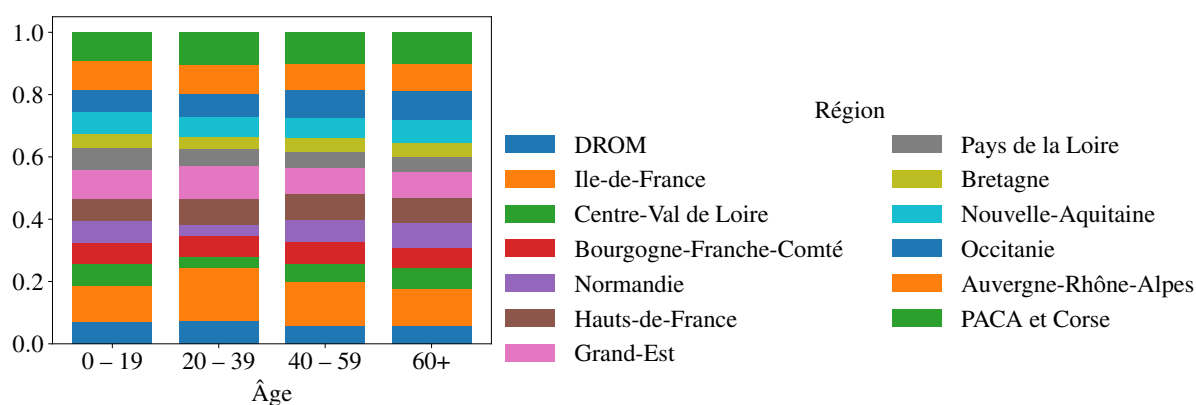 1.0
0.8
0.6
0.4
0.2
0.0
0 – 19
20 – 39
40 – 59
60+
Âge
Région
DROM
Ile-de-France
Centre-Val de Loire
Bourgogne-Franche-Comté
Normandie
Hauts-de-France
Grand-Est
Pays de la Loire
Bretagne
Nouvelle-Aquitaine
Occitanie
Auvergne-Rhône-Alpes
PACA et Corse